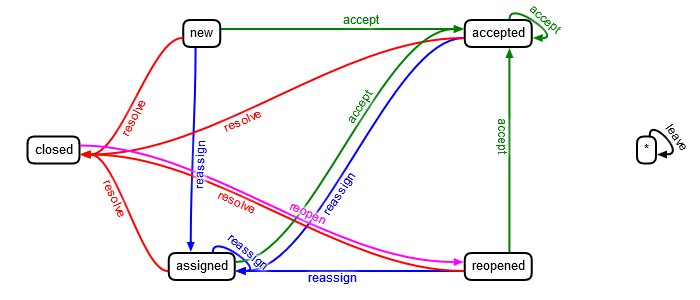 accept
new
accepted
accept
resolve
resolve
accept
accept
leave
closed
*
reassign
reassign
resolve
resolve
reopen
reassign
assigned
reopened
reassign